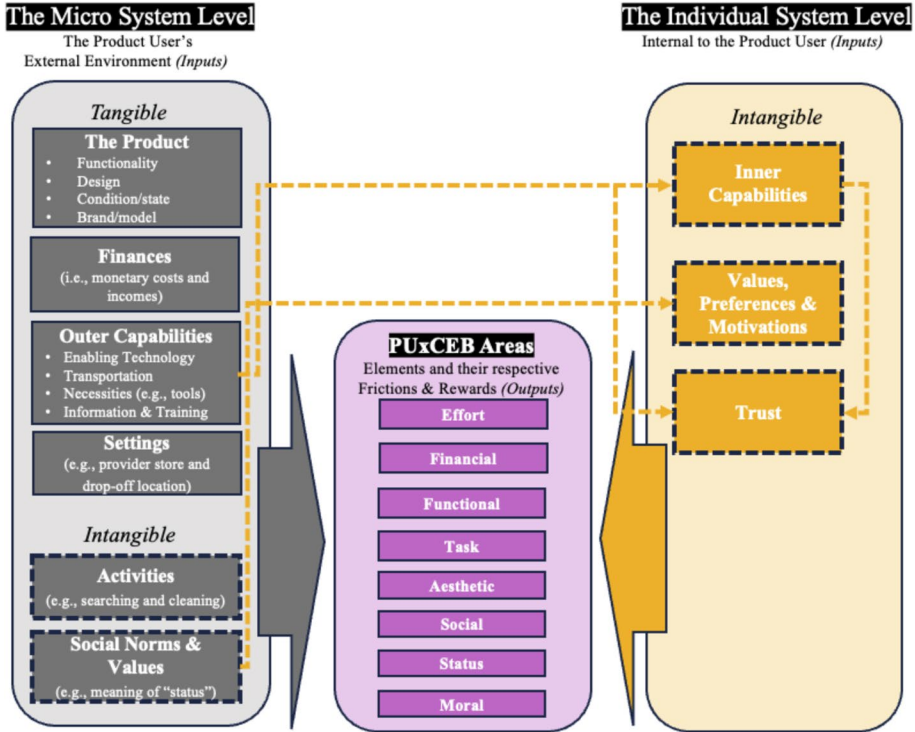 The Micro System Level
The Product User's
External Environment (Inputs)
Tangible
The Product
• Functionality
• Design
• Condition/state
• Brand/model
Finances
(i.e., monetary costs and
incomes)
Outer Capabilities
• Enabling Technology
• Transportation
• Necessities (e.g., tools)
• Information & Training
Settings
(e.g., provider store and
drop-off location)
Intangible
Activities
(e.g., searching and cleaning)
Social Norms &
Values
(e.g., meaning of "status")
PUxCEB Areas
Elements and their respective
Frictions & Rewards (Outputs)
Effort
Financial
Functional
Task
Aesthetic
Social
Status
Moral
The Individual System Level
Internal to the Product User (Inputs)
Intangible
Inner
Capabilities
Values,
Preferences &
Motivations
Trust